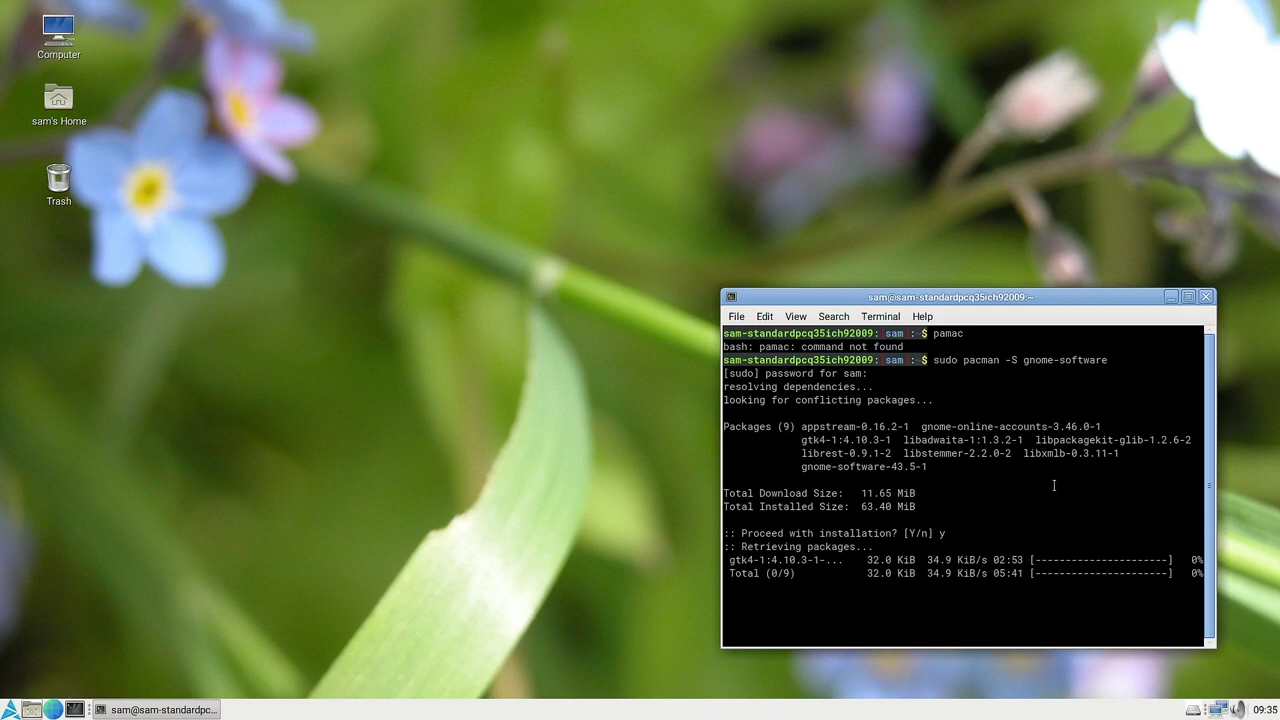 Computer
sam's Home
Trash
sam@sam-standardpcq35ich92009:~
File Edit View Search Terminal Help
sam-standardpcq35ich92009:|sam|:~$ pamac
bash: pamac: command not found
sam-standardpcq35ich92009:|sam|:~$ sudo pacman -S gnome-software
[sudo] password for sam:
resolving dependencies...
looking for conflicting packages...
Packages (9) appstream-0.16.2-1 gnome-online-accounts-3.46.0-1
gtk4-1:4.10.3-1 libadwaita-1:1.3.2-1 libpackagekit-glib-1.2.6-2
librest-0.9.1-2 libstemmer-2.2.0-2 libxmlb-0.3.11-1
gnome-software-43.5-1
Total Download Size: 11.65 MiB
Total Installed Size: 63.40 MiB
:: Proceed with installation? [Y/n] y
:: Retrieving packages...
gtk4-1:4.10.3-1-... 32.0 KiB 34.9 KiB/s 02:53 [----------------------] 0%
Total (0/9) 32.0 KiB 34.9 KiB/s 05:41 [----------------------] 0%
sam@sam-standardpc...
09:35